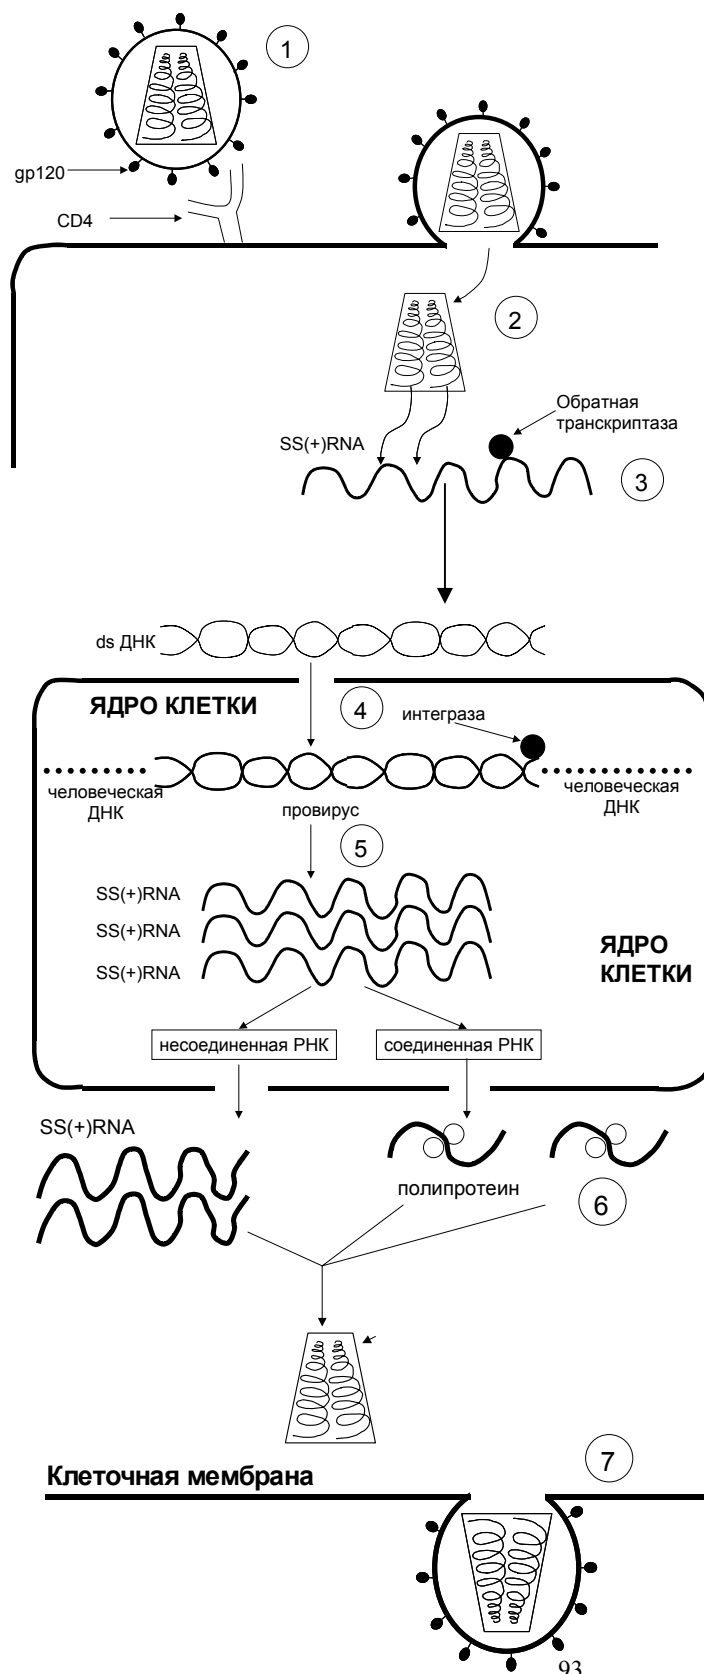 1
gp120
CD4
2
Обратная
транскриптаза
SS(+)RNA
3
ds ДНК
ЯДРО КЛЕТКИ
4
интеграза
человеческая
ДНК
человеческая
ДНК
провирус
5
SS(+)RNA
SS(+)RNA
SS(+)RNA
ЯДРО
КЛЕТКИ
несоединенная РНК
соединенная РНК
SS(+)RNA
полипротеин
6
Клеточная мембрана
7
93